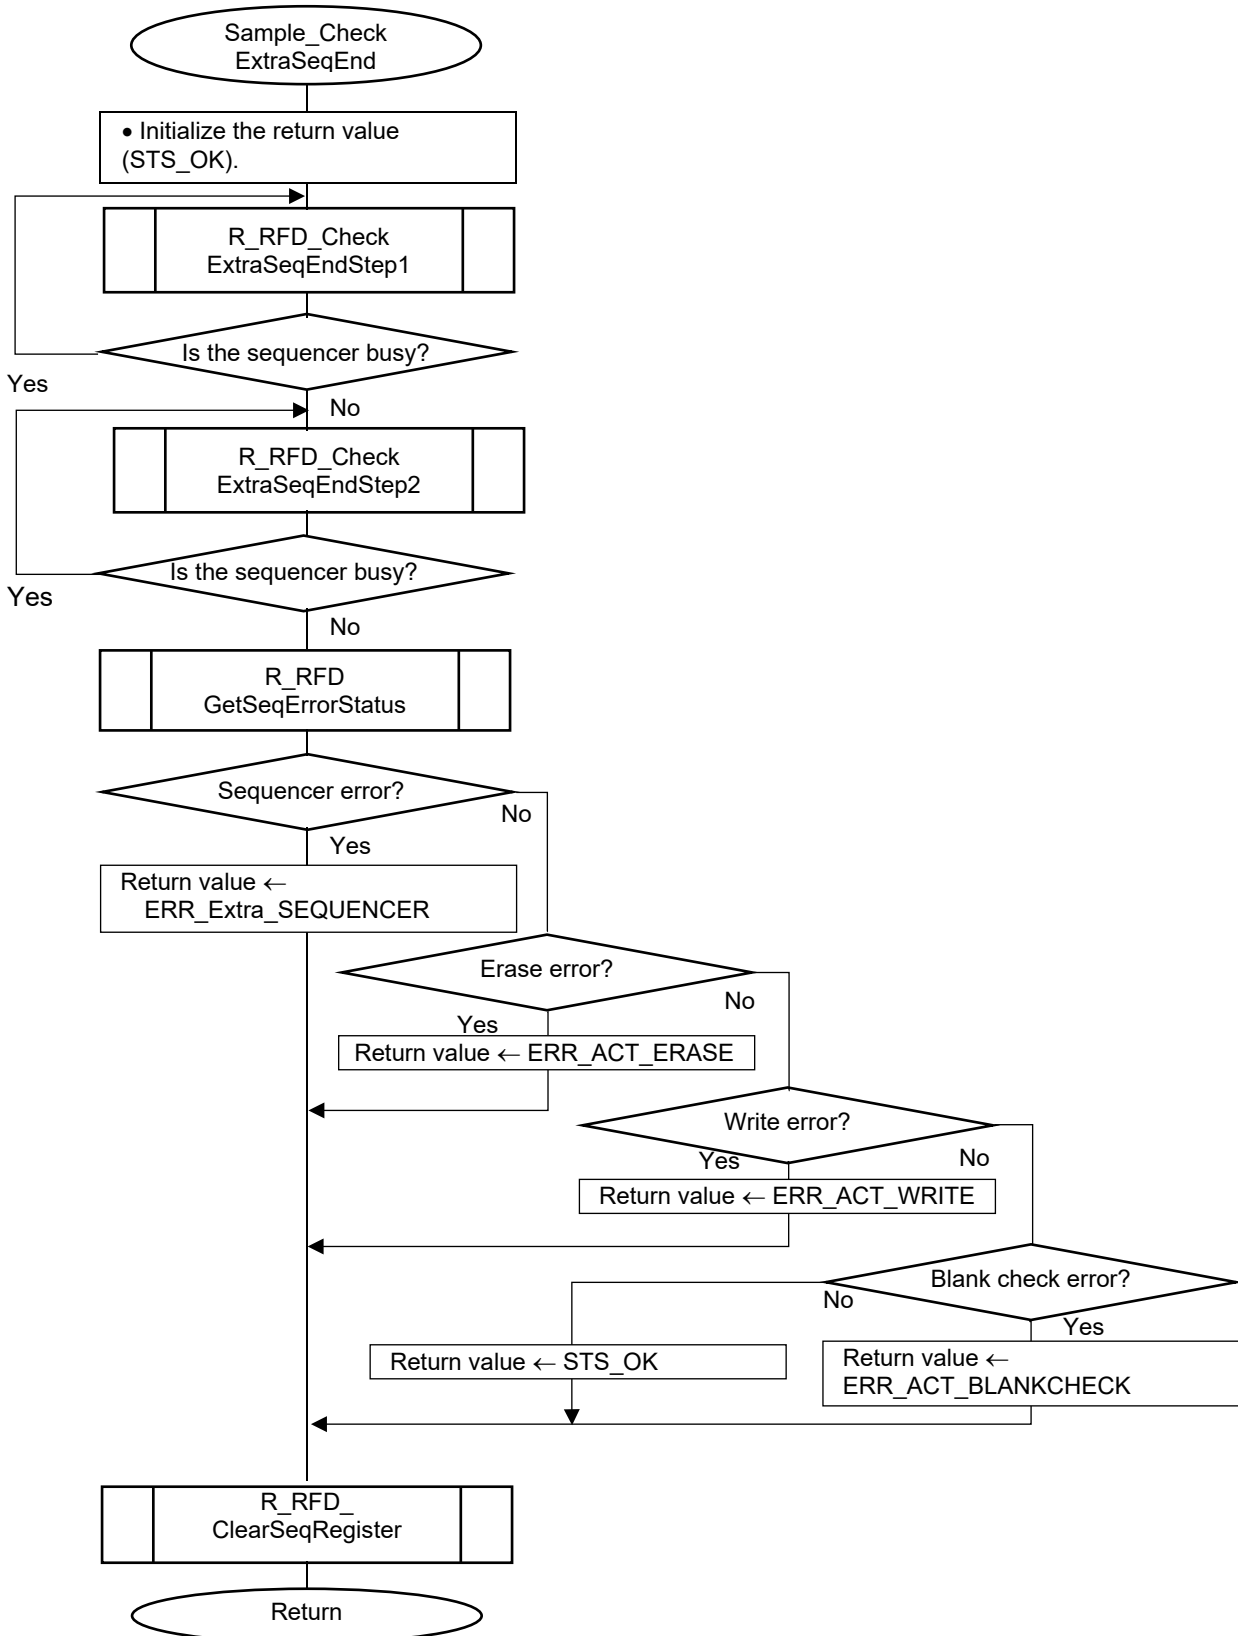 Sample_Check
ExtraSeqEnd
• Initialize the return value
(STS_OK).
R_RFD_Check
ExtraSeqEndStep1
Is the sequencer busy?
Yes
No
R_RFD_Check
ExtraSeqEndStep2
Is the sequencer busy?
Yes
No
R_RFD
GetSeqErrorStatus
Sequencer error?
No
Yes
Return value ←
ERR_Extra_SEQUENCER
Erase error?
No
Yes
Return value ← ERR_ACT_ERASE
Write error?
Yes
No
Return value ← ERR_ACT_WRITE
Blank check error?
No
Yes
Return value ← STS_OK
Return value ←
ERR_ACT_BLANKCHECK
R_RFD_
ClearSeqRegister
Return